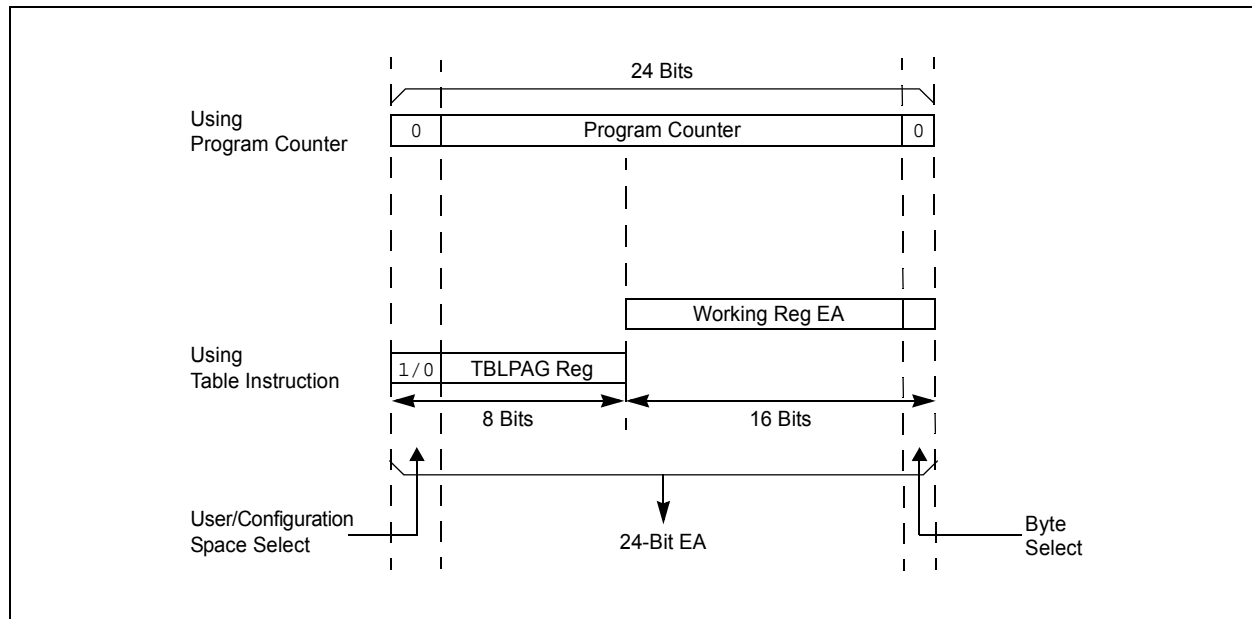 24 Bits
Using
Program Counter
0
Program Counter
0
Working Reg EA
Using
Table Instruction
1/0
TBLPAG Reg
8 Bits
16 Bits
User/Configuration
Space Select
24-Bit EA
Byte
Select